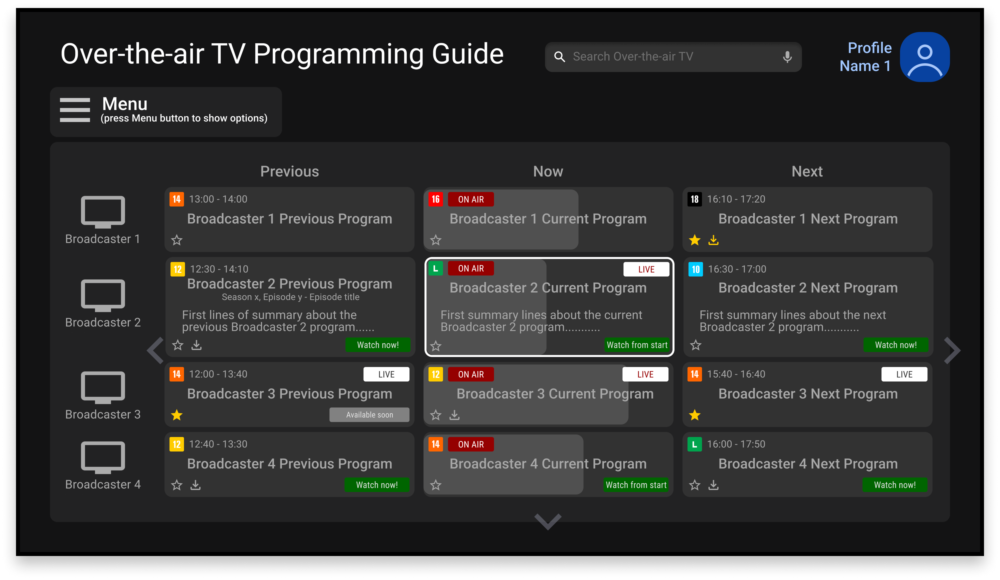 Over-the-air TV Programming Guide
Search Over-the-air TV
Profile
Name 1
Menu
(press Menu button to show options)
Previous
Now
Next
Broadcaster 1
14 13:00 - 14:00
Broadcaster 1 Previous Program
16 ON AIR
Broadcaster 1 Current Program
18 16:10 - 17:20
Broadcaster 1 Next Program
Broadcaster 2
12 12:30 - 14:10
Broadcaster 2 Previous Program
Season x, Episode y - Episode title
First lines of summary about the
previous Broadcaster 2 program......
Watch now!
L ON AIR LIVE
Broadcaster 2 Current Program
First summary lines about the current
Broadcaster 2 program...........
Watch from start
10 16:30 - 17:00
Broadcaster 2 Next Program
First summary lines about the next
Broadcaster 2 program...........
Watch now!
Broadcaster 3
14 12:00 - 13:40 LIVE
Broadcaster 3 Previous Program
Available soon
12 ON AIR LIVE
Broadcaster 3 Current Program
14 15:40 - 16:40 LIVE
Broadcaster 3 Next Program
Broadcaster 4
12 12:40 - 13:30
Broadcaster 4 Previous Program
Watch now!
14 ON AIR
Broadcaster 4 Current Program
Watch from start
L 16:00 - 17:50
Broadcaster 4 Next Program
Watch now!